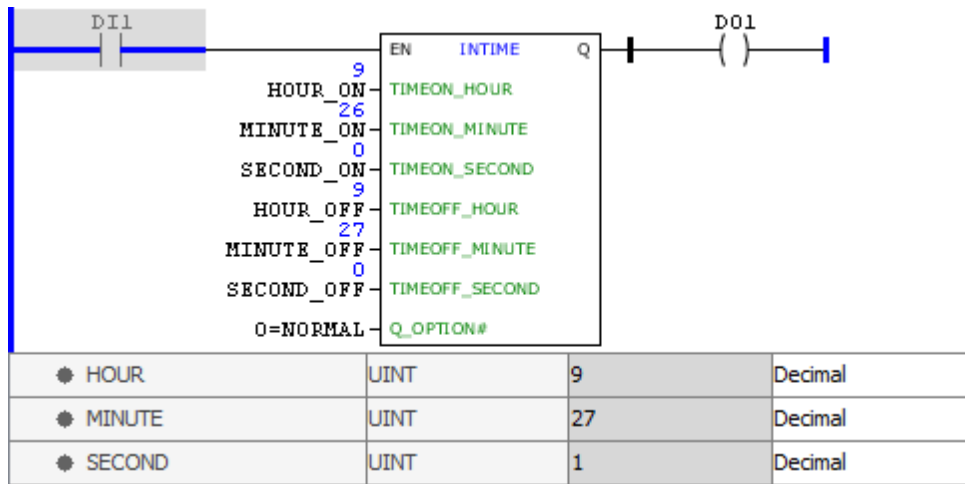 DI1 DO1
EN INTIME Q
9
HOUR_ON TIMEON_HOUR
26
MINUTE_ON TIMEON_MINUTE
0
SECOND_ON TIMEON_SECOND
9
HOUR_OFF TIMEOFF_HOUR
27
MINUTE_OFF TIMEOFF_MINUTE
0
SECOND_OFF TIMEOFF_SECOND
0=NORMAL Q_OPTION#
HOUR UINT 9 Decimal
MINUTE UINT 27 Decimal
SECOND UINT 1 Decimal